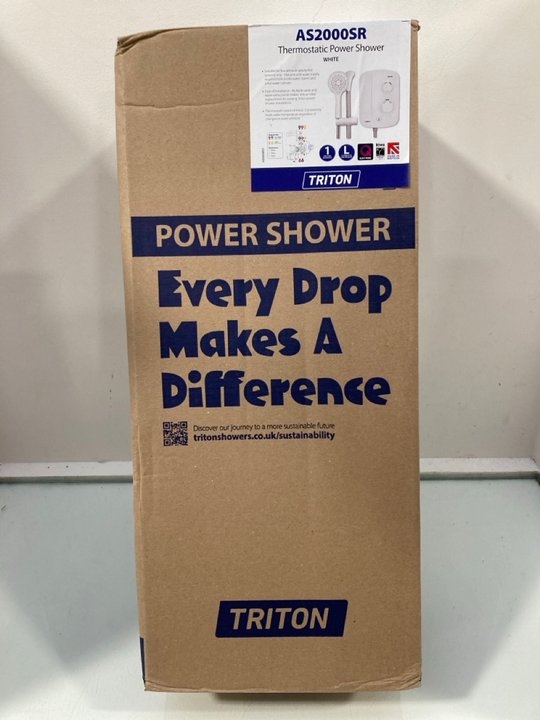 AS2000SR
Thermostatic Power Shower
WHITE
TRITON
POWER SHOWER
Every Drop
Makes A
Difference
Discover our journey to a more sustainable future
tritonshowers.co.uk/sustainability
TRITON